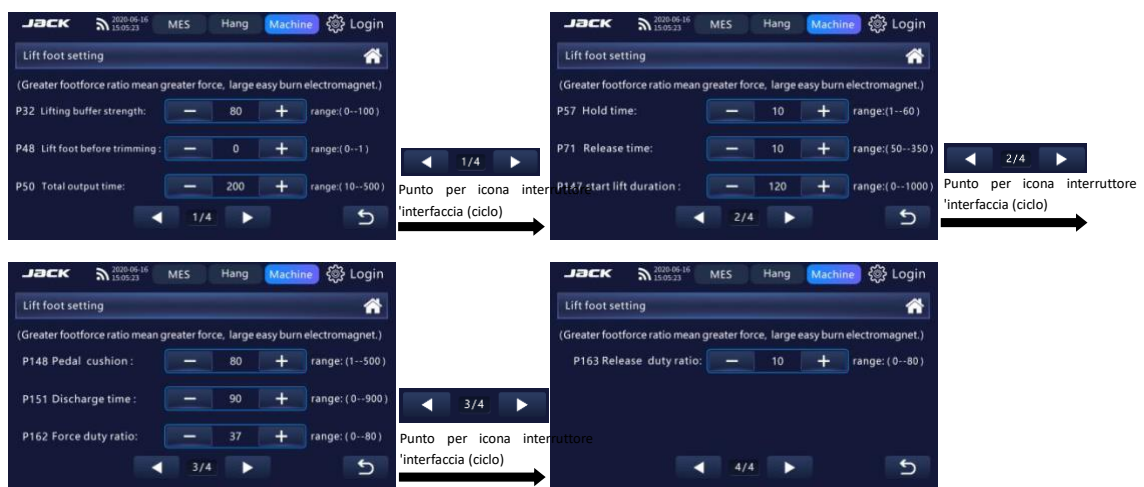 JACK 2020-06-16 15:05:23 MES Hang Machine Login
Lift foot setting
(Greater footforce ratio mean greater force, large easy burn electromagnet.)
P32 Lifting buffer strength: − 80 + range:( 0--100 )
P48 Lift foot before trimming : − 0 + range:( 0--1 )
P50 Total output time: − 200 + range:( 10--500 )
1/4
1/4
Punto per icona interruttore
'interfaccia (ciclo)
JACK 2020-06-16 15:05:23 MES Hang Machine Login
Lift foot setting
(Greater footforce ratio mean greater force, large easy burn electromagnet.)
P57 Hold time: − 10 + range:(1--60 )
P71 Release time: − 10 + range:( 50--350 )
start lift duration : − 120 + range:( 0--1000 )
2/4
2/4
Punto per icona interruttore
'interfaccia (ciclo)
JACK 2020-06-16 15:05:23 MES Hang Machine Login
Lift foot setting
(Greater footforce ratio mean greater force, large easy burn electromagnet.)
P148 Pedal cushion : − 80 + range: (1--500 )
P151 Discharge time : − 90 + range: ( 0--900 )
P162 Force duty ratio: − 37 + range: ( 0--80 )
3/4
3/4
Punto per icona interruttore
'interfaccia (ciclo)
JACK 2020-06-16 15:05:23 MES Hang Machine Login
Lift foot setting
(Greater footforce ratio mean greater force, large easy burn electromagnet.)
P163 Release duty ratio: − 10 + range: ( 0--80 )
4/4